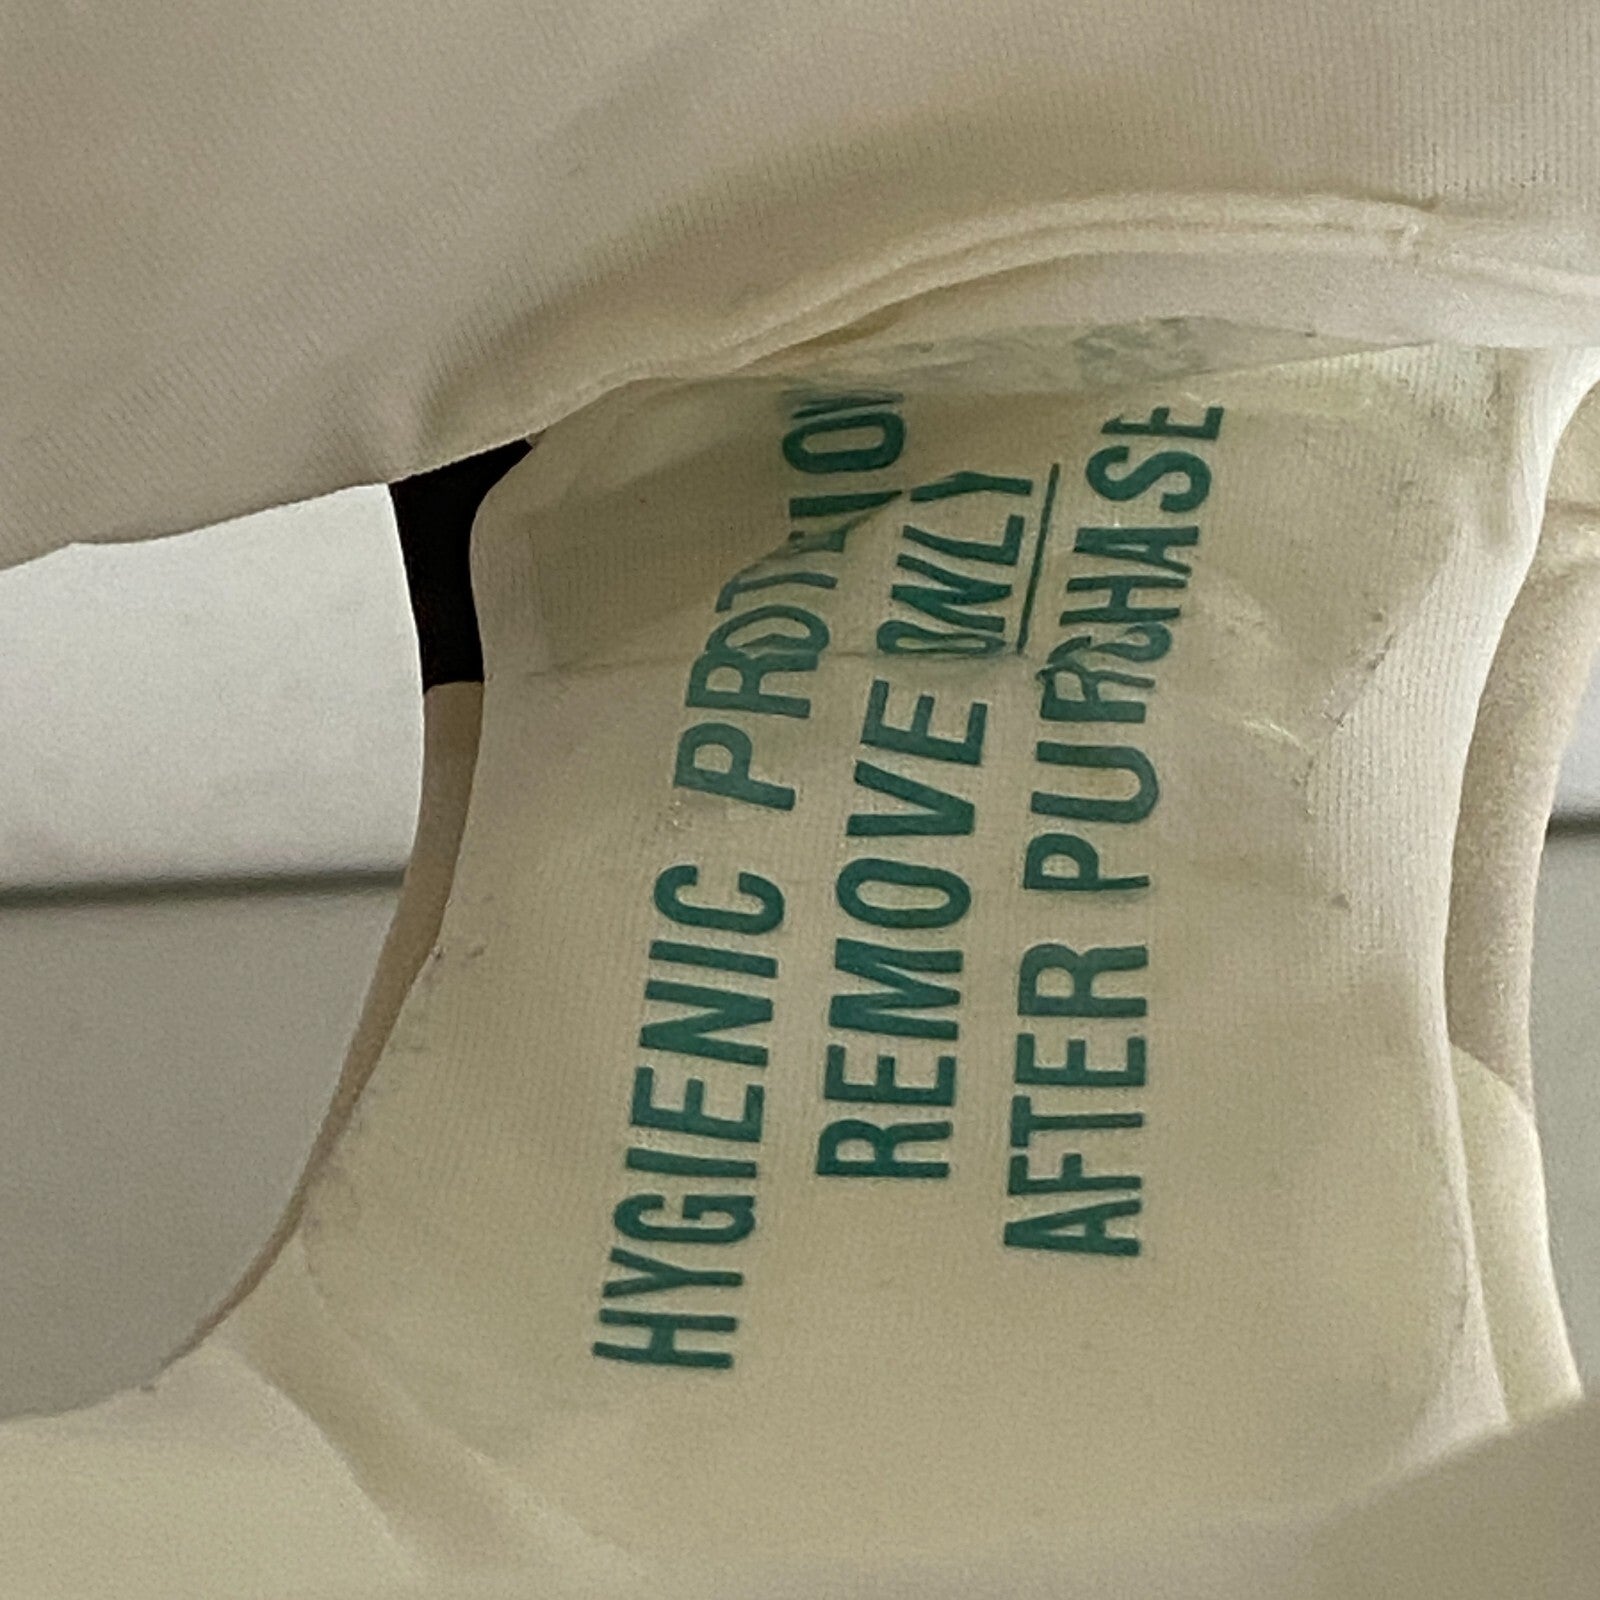 HYGIENIC PROTECTION
REMOVE ONLY
AFTER PURCHASE